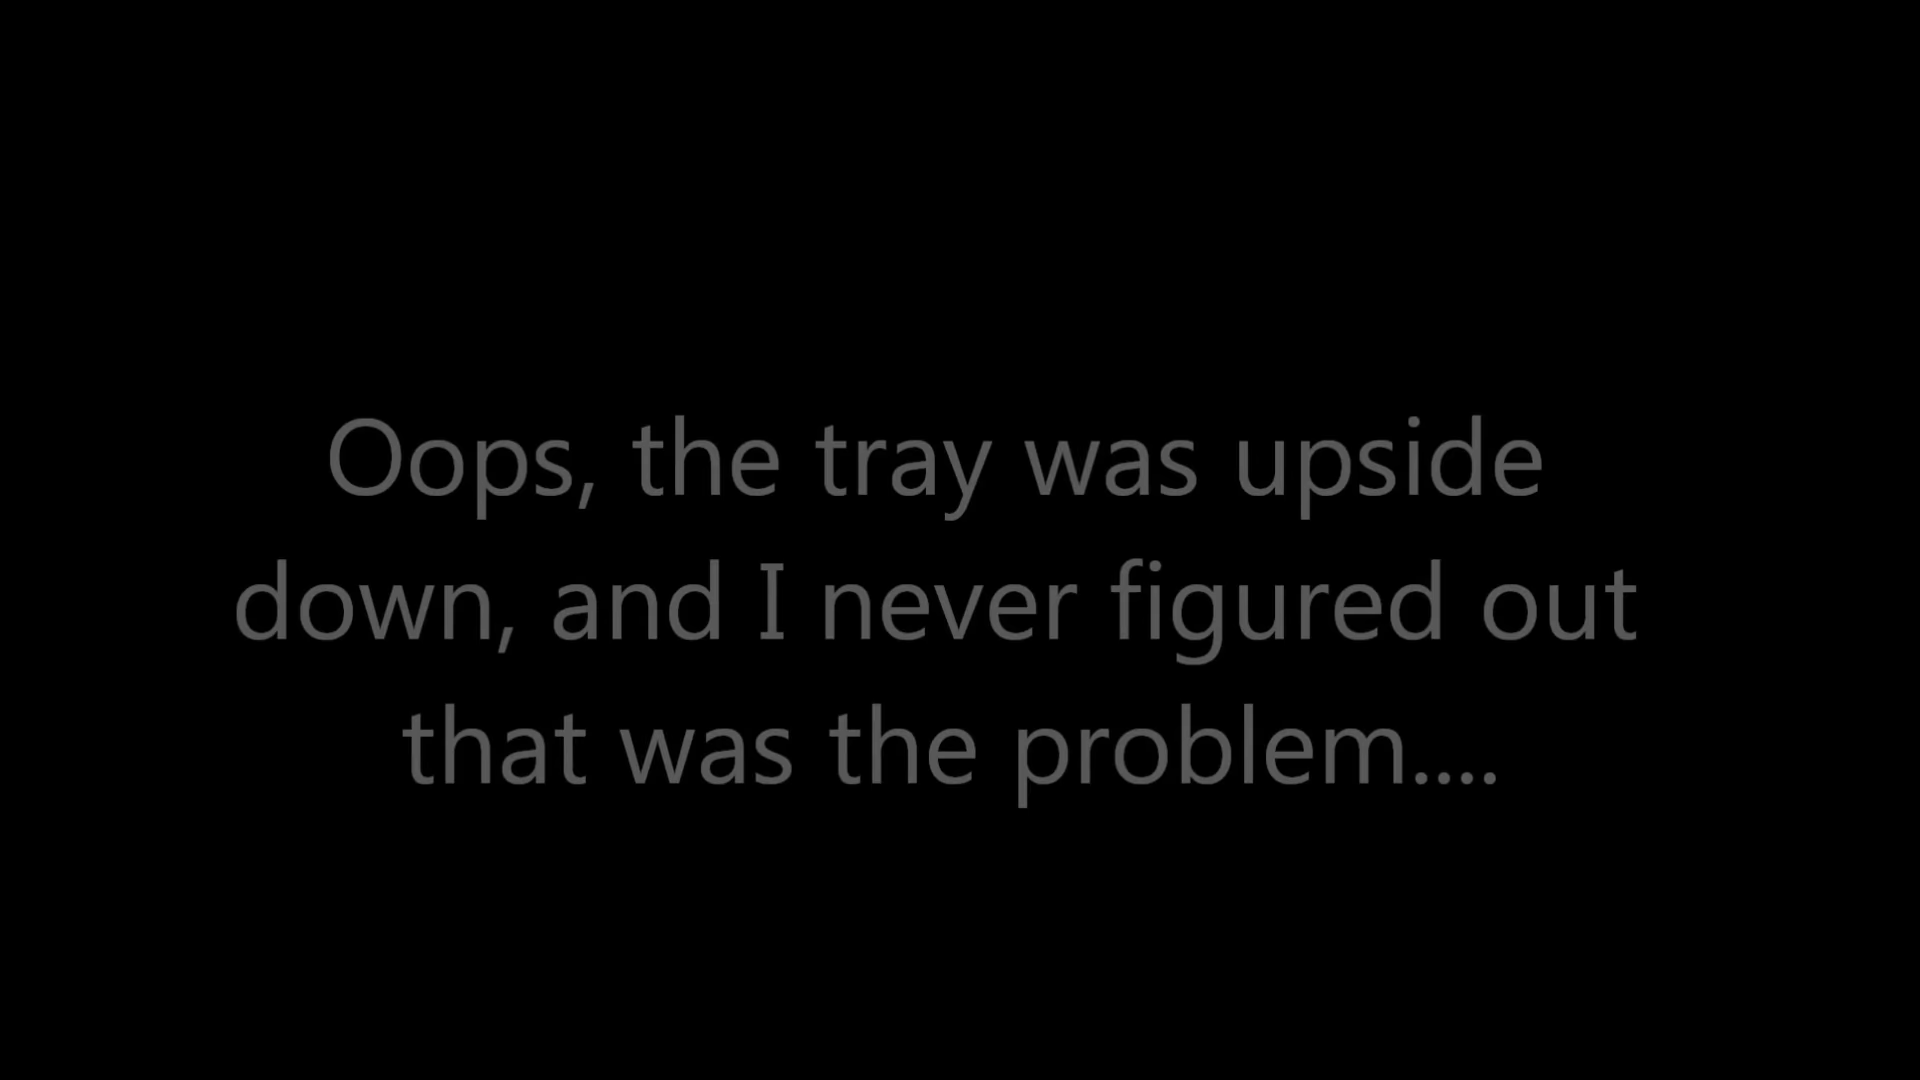 Oops, the tray was upside
down, and I never figured out
that was the problem....